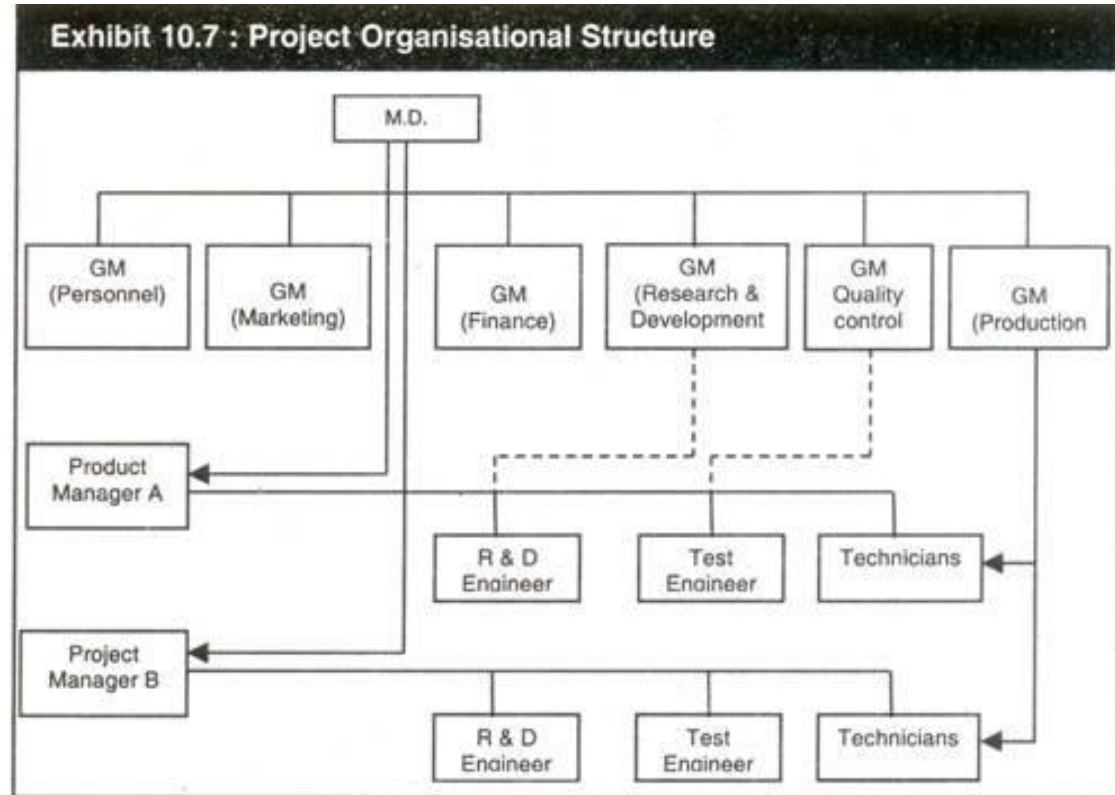 Exhibit 10.7 : Project Organisational Structure
M.D.
GM
(Personnel)
GM
(Marketing)
GM
(Finance)
GM
(Research &
Development
GM
Quality
control
GM
(Production
Product
Manager A
R & D
Engineer
Test
Engineer
Technicians
Project
Manager B
R & D
Engineer
Test
Engineer
Technicians